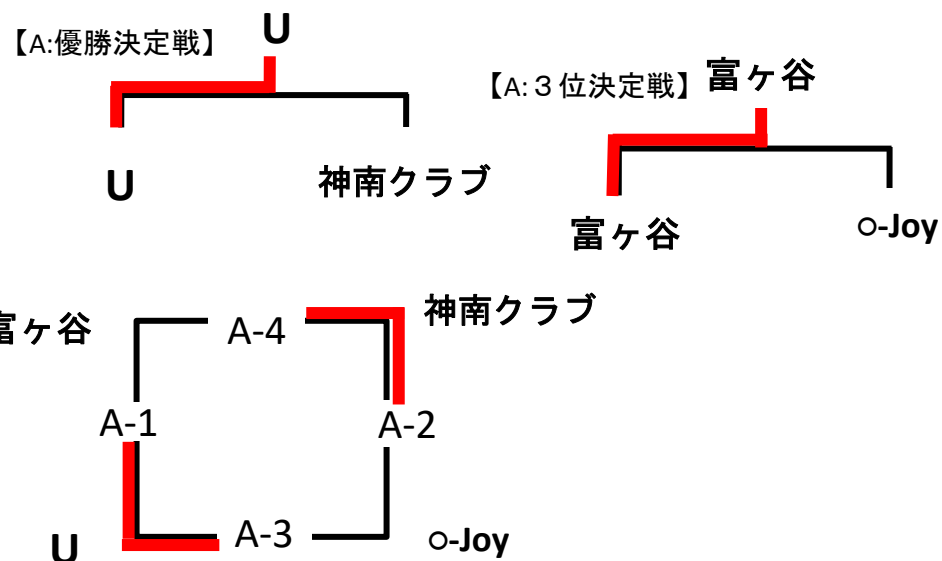 【A:優勝決定戦】
U
U
神南クラブ
【A:３位決定戦】
富ヶ谷
富ヶ谷
○-Joy
富ヶ谷
A-4
神南クラブ
A-1
A-2
U
A-3
○-Joy